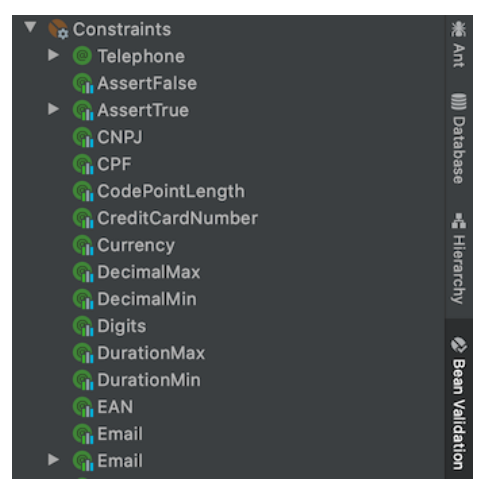 Constraints
Telephone
AssertFalse
AssertTrue
CNPJ
CPF
CodePointLength
CreditCardNumber
Currency
DecimalMax
DecimalMin
Digits
DurationMax
DurationMin
EAN
Email
Email
Ant
Database
Hierarchy
Bean Validation